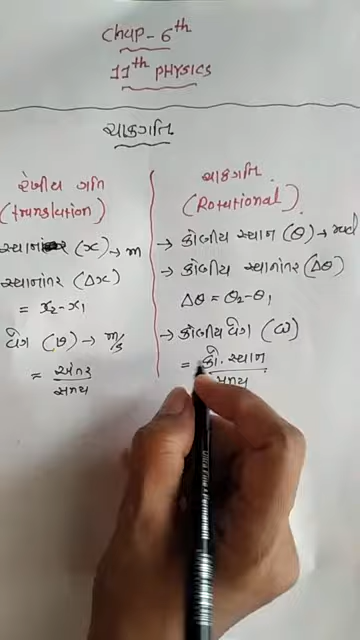 Chap - 6th
11th PHYSICS
ચાકગતિ
રેખીય ગતિ
(translation)
સ્થાન (x) → m
સ્થાનાંતર (Δx)
= x₂-x₁
વેગ (v) → m/s
= અંતર / સમય
ચાકગતિ
(Rotational)
→ કોણીય સ્થાન (θ) → rad
→ કોણીય સ્થાનાંતર (Δθ)
Δθ = θ₂-θ₁
→ કોણીય વેગ (ω)
= કો. સ્થાન / સમય